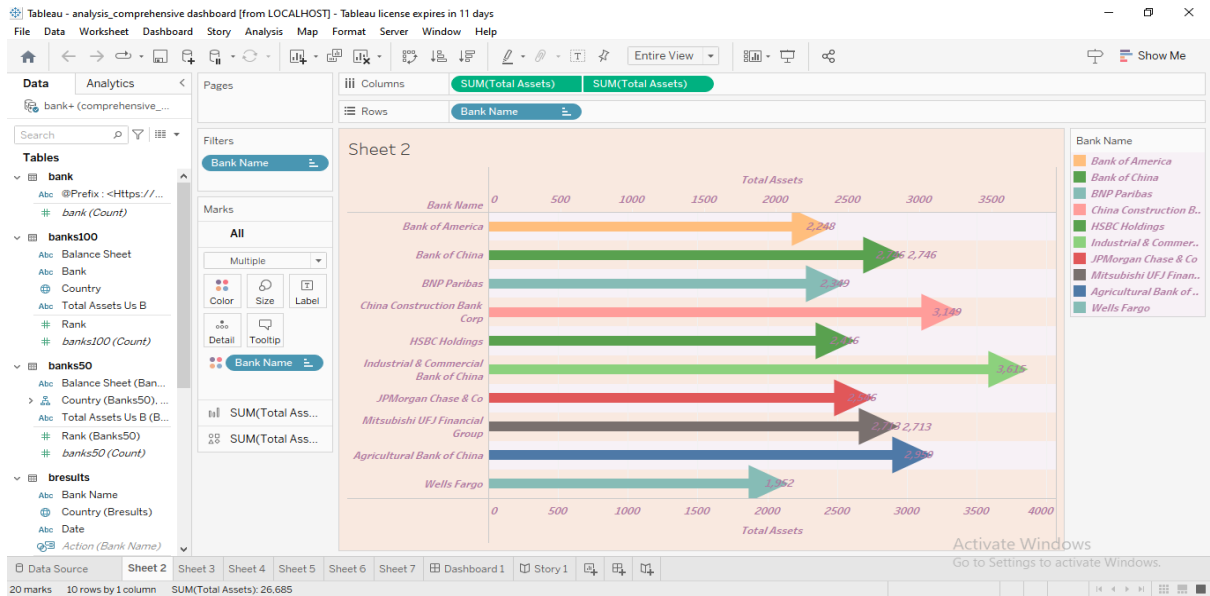 Tableau - analysis_comprehensive dashboard [from LOCALHOST] - Tableau license expires in 11 days
File Data Worksheet Dashboard Story Analysis Map Format Server Window Help
Entire View
Show Me
Data Analytics
bank+ (comprehensive_...
Search
Tables
bank
Abc @Prefix : <Https://...
bank (Count)
banks100
Abc Balance Sheet
Abc Bank
Country
Abc Total Assets Us B
Rank
banks100 (Count)
banks50
Abc Balance Sheet (Ban...
Country (Banks50), ...
Abc Total Assets Us B (B...
Rank (Banks50)
banks50 (Count)
bresults
Abc Bank Name
Country (Bresults)
Abc Date
Action (Bank Name)
Pages
Filters
Bank Name
Marks
All
Multiple
Color Size Label
Detail Tooltip
Bank Name
SUM(Total Ass...
SUM(Total Ass...
Columns SUM(Total Assets) SUM(Total Assets)
Rows Bank Name
Sheet 2
Total Assets
Bank Name 0 500 1000 1500 2000 2500 3000 3500
Bank of America 2,248
Bank of China 2,746
BNP Paribas 2,349
China Construction Bank
Corp 3,149
HSBC Holdings
Industrial & Commercial
Bank of China 3,615
JPMorgan Chase & Co
Mitsubishi UFJ Financial
Group 2,713
Agricultural Bank of China
Wells Fargo 1,952
0 500 1000 1500 2000 2500 3000 3500 4000
Total Assets
Bank Name
Bank of America
Bank of China
BNP Paribas
China Construction B..
HSBC Holdings
Industrial & Commer..
JPMorgan Chase & Co
Mitsubishi UFJ Finan..
Agricultural Bank of ..
Wells Fargo
Activate Windows
Go to Settings to activate Windows.
Data Source Sheet 2 Sheet 3 Sheet 4 Sheet 5 Sheet 6 Sheet 7 Dashboard 1 Story 1
20 marks 10 rows by 1 column SUM(Total Assets): 26,685